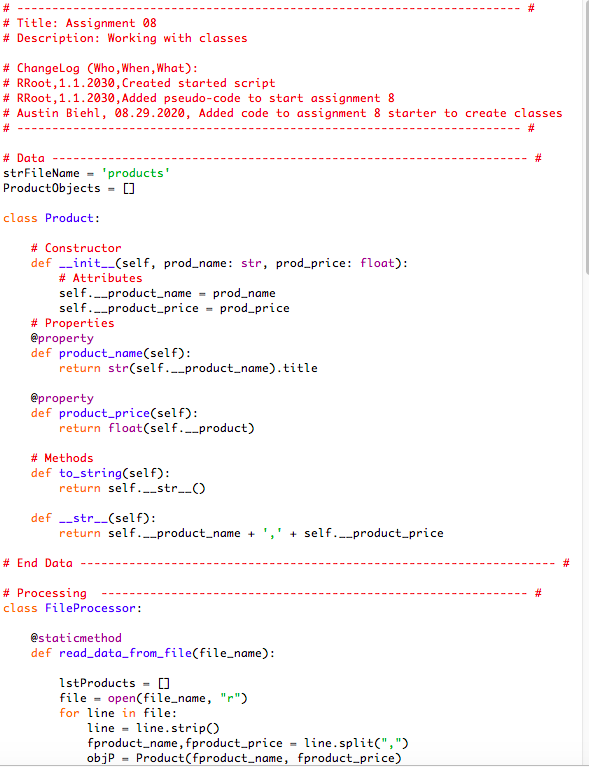 # ------------------------------------------------------------------------ #
# Title: Assignment 08
# Description: Working with classes

# ChangeLog (Who,When,What):
# RRoot,1.1.2030,Created started script
# RRoot,1.1.2030,Added pseudo-code to start assignment 8
# Austin Biehl, 08.29.2020, Added code to assignment 8 starter to create classes
# ------------------------------------------------------------------------ #

# Data -------------------------------------------------------------------- #
strFileName = 'products'
ProductObjects = []

class Product:

    # Constructor
    def __init__(self, prod_name: str, prod_price: float):
        # Attributes
        self.__product_name = prod_name
        self.__product_price = prod_price
    # Properties
    @property
    def product_name(self):
        return str(self.__product_name).title

    @property
    def product_price(self):
        return float(self.__product)

    # Methods
    def to_string(self):
        return self.__str__()

    def __str__(self):
        return self.__product_name + ',' + self.__product_price

# End Data -------------------------------------------------------------------- #

# Processing  ------------------------------------------------------------- #
class FileProcessor:

    @staticmethod
    def read_data_from_file(file_name):

        lstProducts = []
        file = open(file_name, "r")
        for line in file:
            line = line.strip()
            fproduct_name,fproduct_price = line.split(",")
            objP = Product(fproduct_name, fproduct_price)